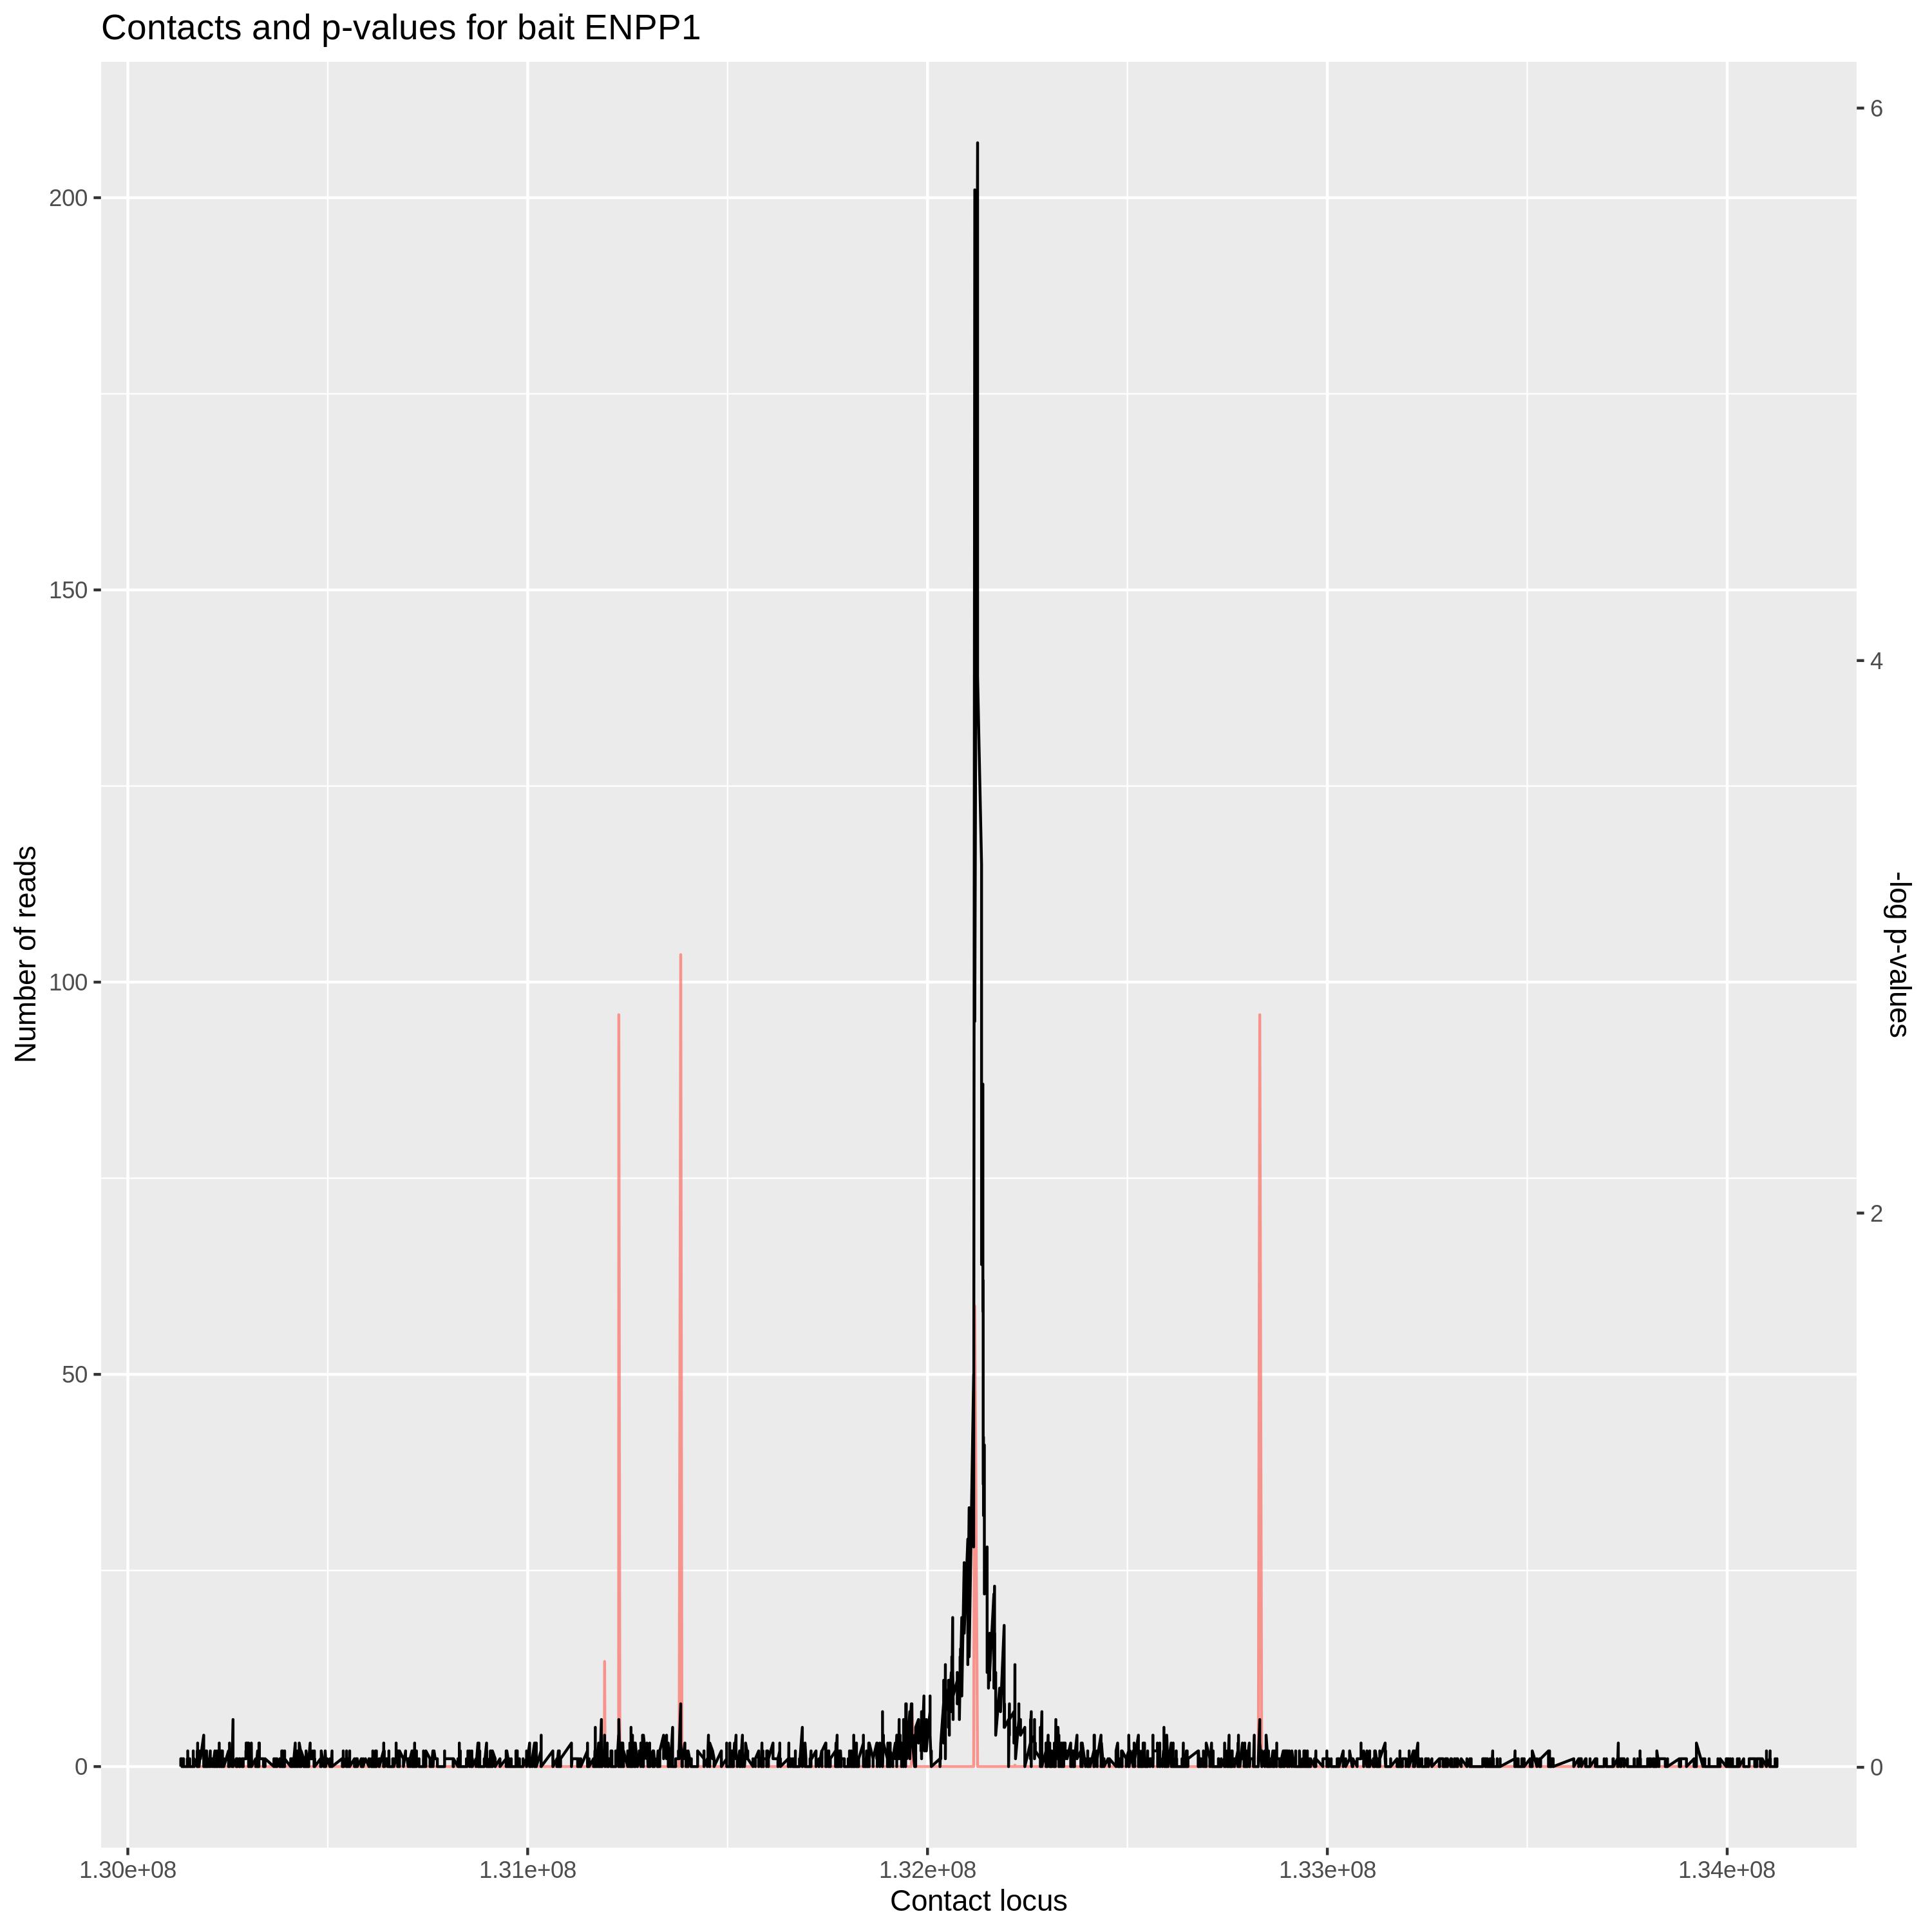 Contacts and p-values for bait ENPP1
Number of reads
200
150
100
50
0
6
4
2
0
-log p-values
1.30e+08
1.31e+08
1.32e+08
1.33e+08
1.34e+08
Contact locus